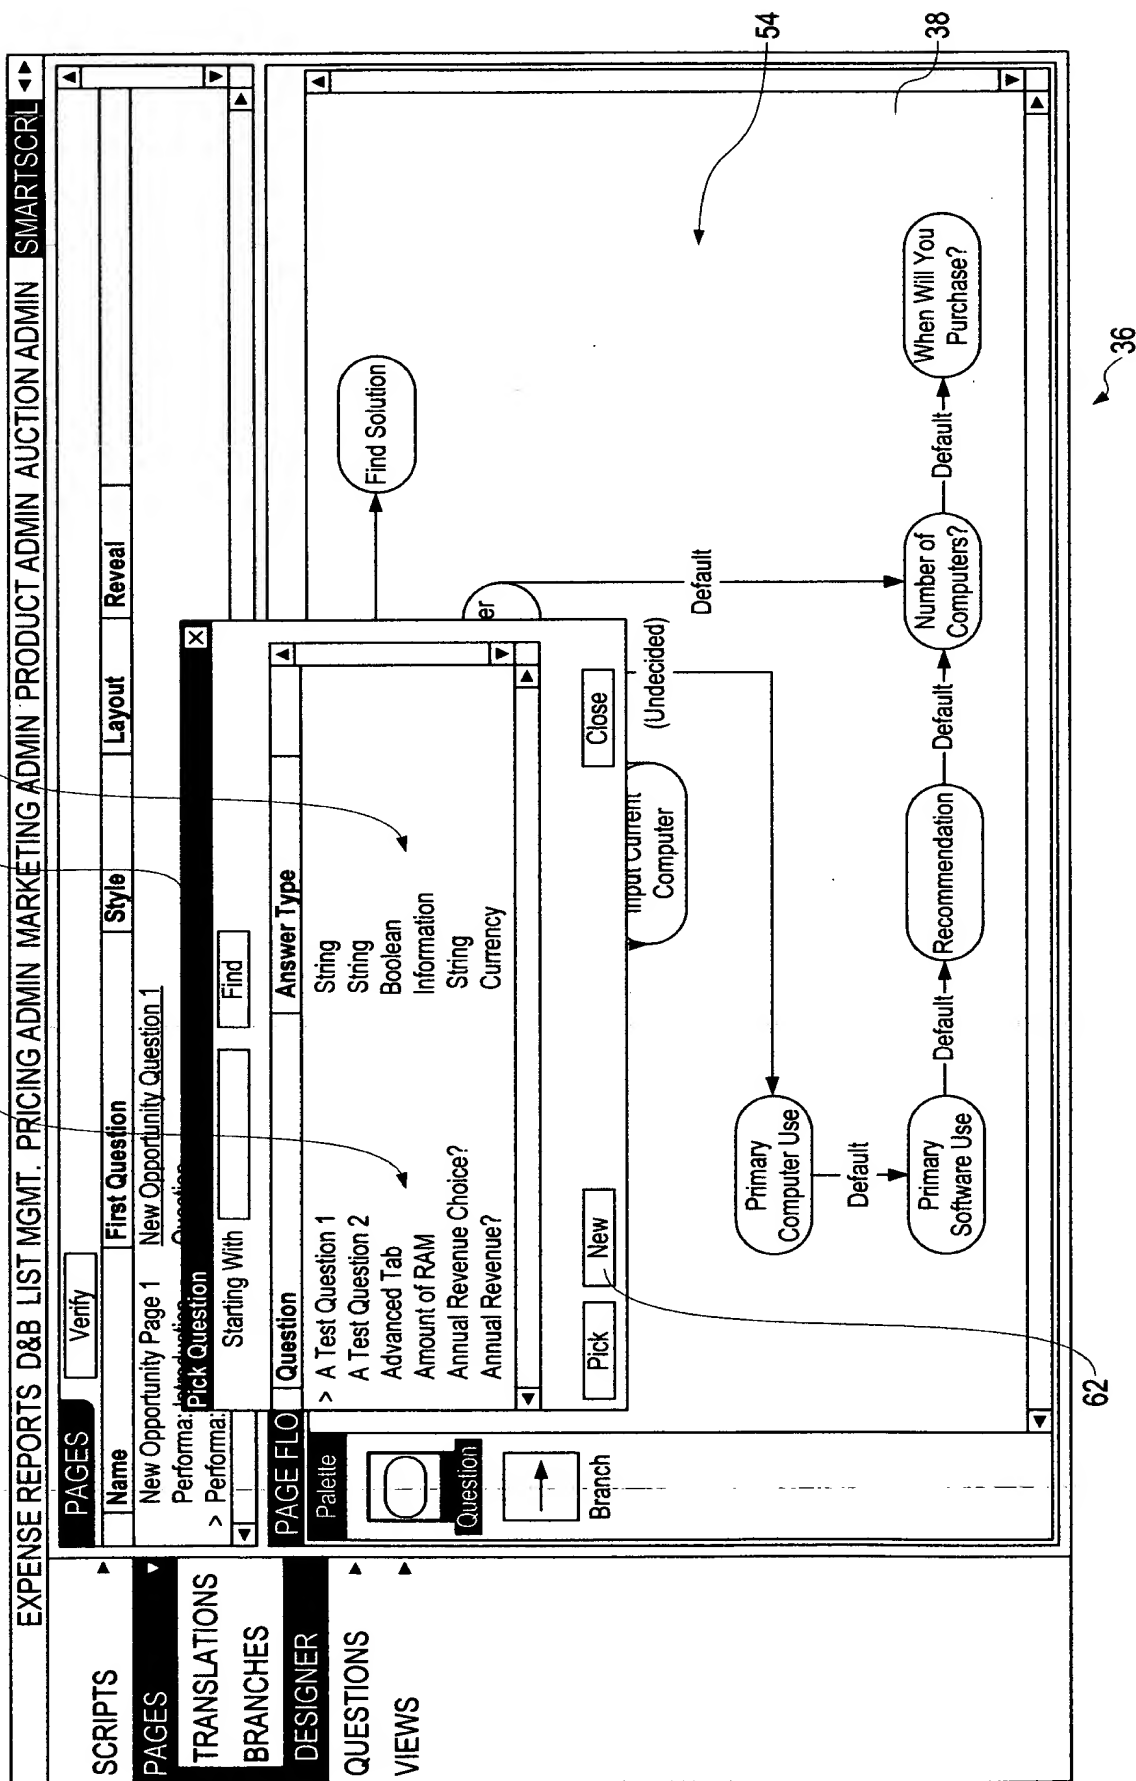 EXPENSE REPORTS D&B LIST MGMT. PRICING ADMIN MARKETING ADMIN PRODUCT ADMIN AUCTION ADMIN SMARTSCRL
SCRIPTS
PAGES
TRANSLATIONS
BRANCHES
DESIGNER
QUESTIONS
VIEWS
PAGES
Verify
Name First Question Style Layout Reveal
New Opportunity Page 1 New Opportunity Question 1
Performa: Introduction Question
> Performa:
Pick Question X
Starting With Find
Question Answer Type
> A Test Question 1 String
A Test Question 2 String
Advanced Tab Boolean
Amount of RAM Information
Annual Revenue Choice? String
Annual Revenue? Currency
Pick New Close
PAGE FLO
Palette
Question
Branch
Find Solution
er
Default
(Undecided)
Input Current
Computer
Primary
Computer Use
Default
Primary
Software Use
Default
Recommendation
Default
Number of
Computers?
Default
When Will You
Purchase?
54
38
62
36